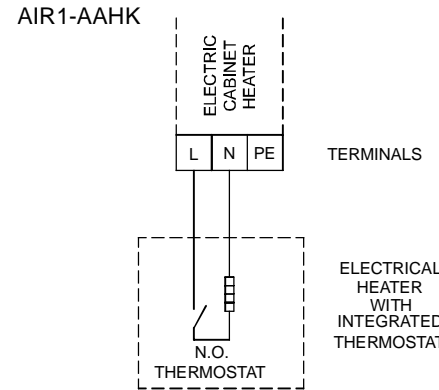 AIR1-AAHK
ELECTRIC
CABINET
HEATER
L N PE
TERMINALS
ELECTRICAL
HEATER
WITH
INTEGRATED
THERMOSTAT
N.O.
THERMOSTAT